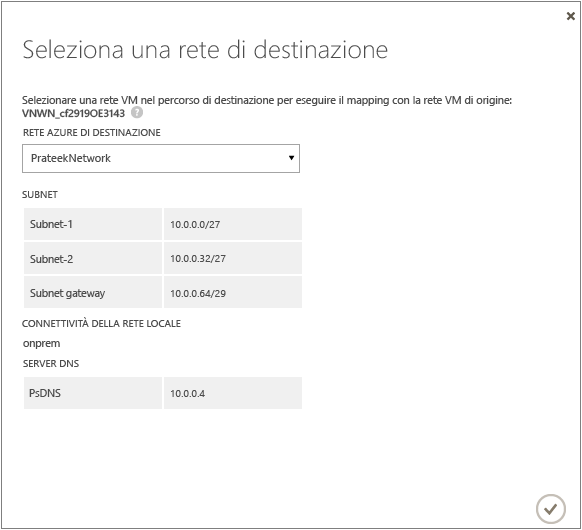 Seleziona una rete di destinazione
Selezionare una rete VM nel percorso di destinazione per eseguire il mapping con la rete VM di origine:
VNWN_cf2919OE3143 ?
RETE AZURE DI DESTINAZIONE
PrateekNetwork
SUBNET
Subnet-1 10.0.0.0/27
Subnet-2 10.0.0.32/27
Subnet gateway 10.0.0.64/29
CONNETTIVITÀ DELLA RETE LOCALE
onprem
SERVER DNS
PsDNS 10.0.0.4